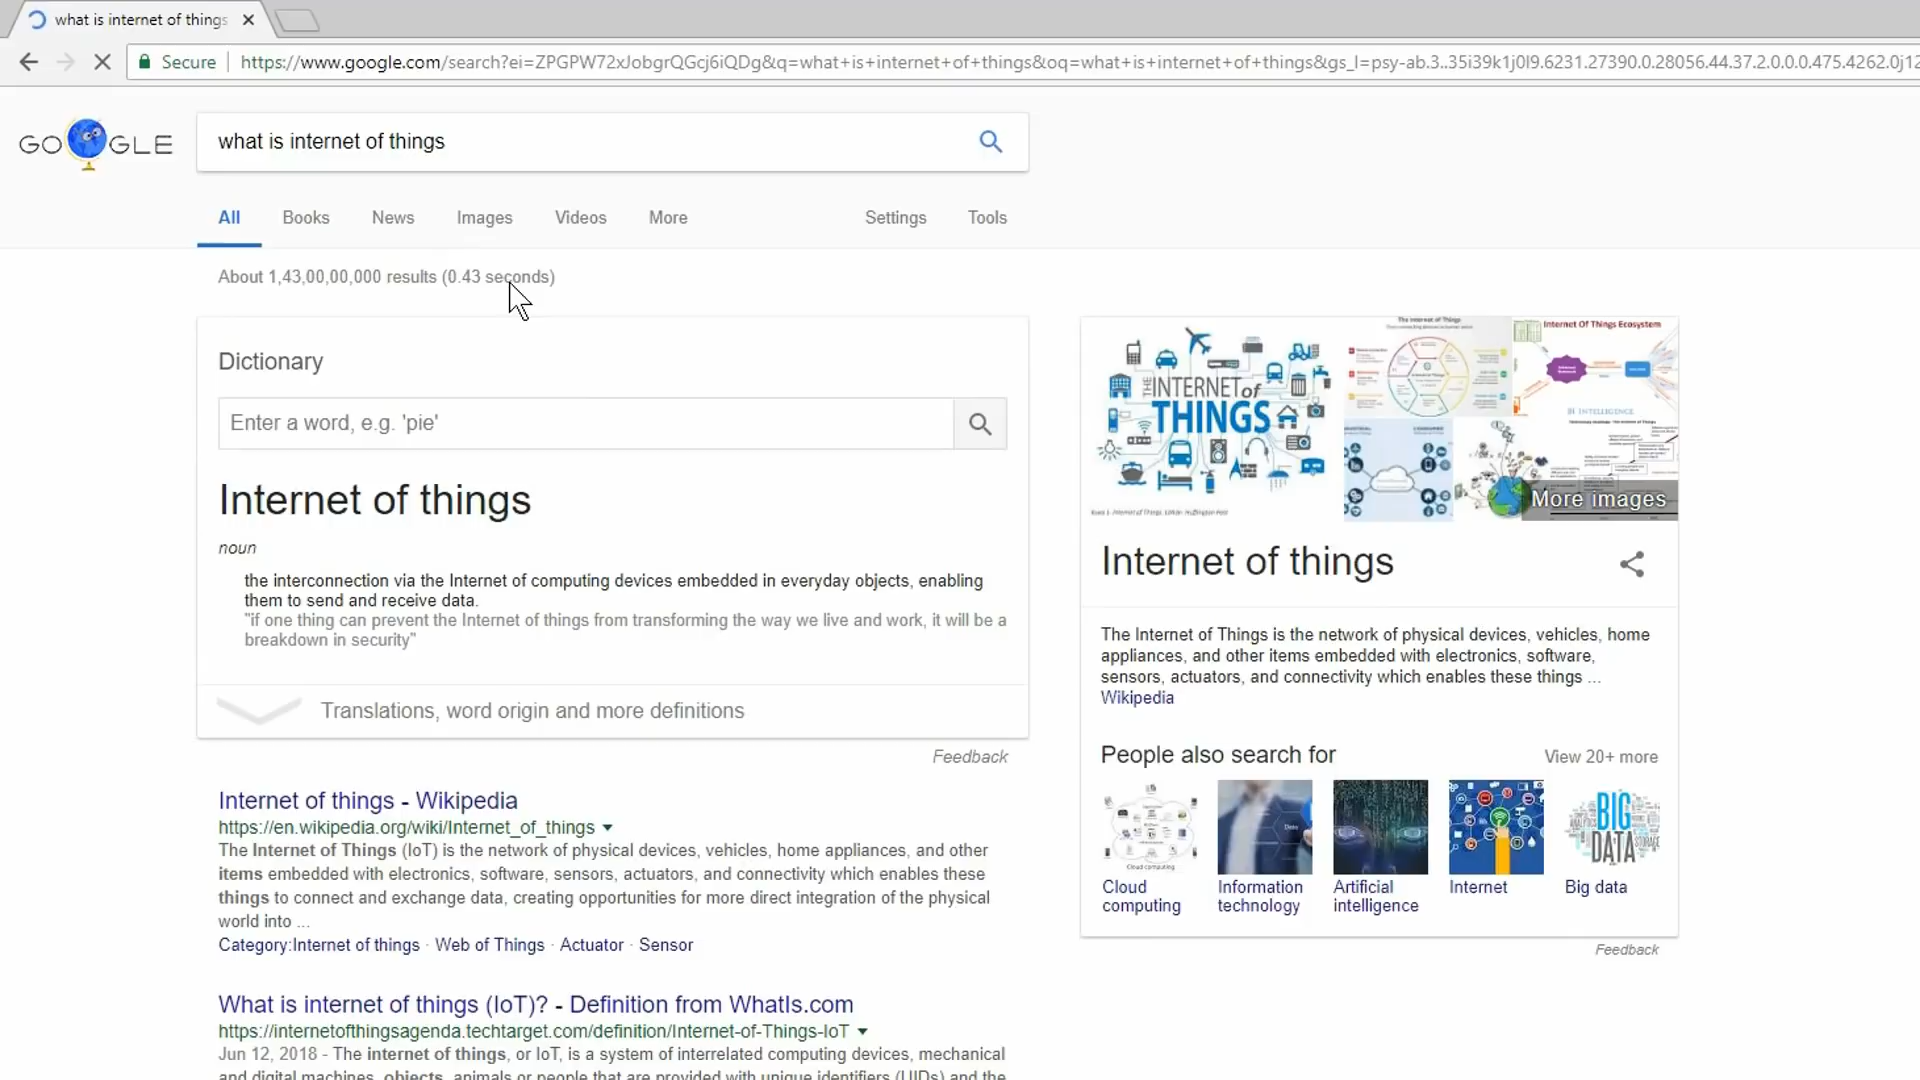 what is internet of things
Secure
https://www.google.com/search?ei=ZPGPW72xJobgrQGcj6iQDg&q=what+is+internet+of+things&oq=what+is+internet+of+things&gs_l=psy-ab.3..35i39k1j0l9.6231.27390.0.28056.44.37.2.0.0.0.475.4262.0j12
GOOGLE
what is internet of things
All
Books
News
Images
Videos
More
Settings
Tools
About 1,43,00,00,000 results (0.43 seconds)
Dictionary
Enter a word, e.g. 'pie'
Internet of things
noun
the interconnection via the Internet of computing devices embedded in everyday objects, enabling
them to send and receive data.
"if one thing can prevent the Internet of things from transforming the way we live and work, it will be a
breakdown in security"
Translations, word origin and more definitions
Feedback
Internet of things - Wikipedia
https://en.wikipedia.org/wiki/Internet_of_things
The Internet of Things (IoT) is the network of physical devices, vehicles, home appliances, and other
items embedded with electronics, software, sensors, actuators, and connectivity which enables these
things to connect and exchange data, creating opportunities for more direct integration of the physical
world into ...
Category:Internet of things · Web of Things · Actuator · Sensor
What is internet of things (IoT)? - Definition from WhatIs.com
https://internetofthingsagenda.techtarget.com/definition/Internet-of-Things-IoT
Jun 12, 2018 - The internet of things, or IoT, is a system of interrelated computing devices, mechanical
and digital machines, objects, animals or people that are provided with unique identifiers (UIDs) and the
THE INTERNET of
THINGS
The Internet of Things
Internet Of Things Ecosystem
BI INTELLIGENCE
More images
Internet of things
The Internet of Things is the network of physical devices, vehicles, home
appliances, and other items embedded with electronics, software,
sensors, actuators, and connectivity which enables these things ...
Wikipedia
People also search for
View 20+ more
Cloud computing
Data
BIG
DATA
Cloud
computing
Information
technology
Artificial
intelligence
Internet
Big data
Feedback